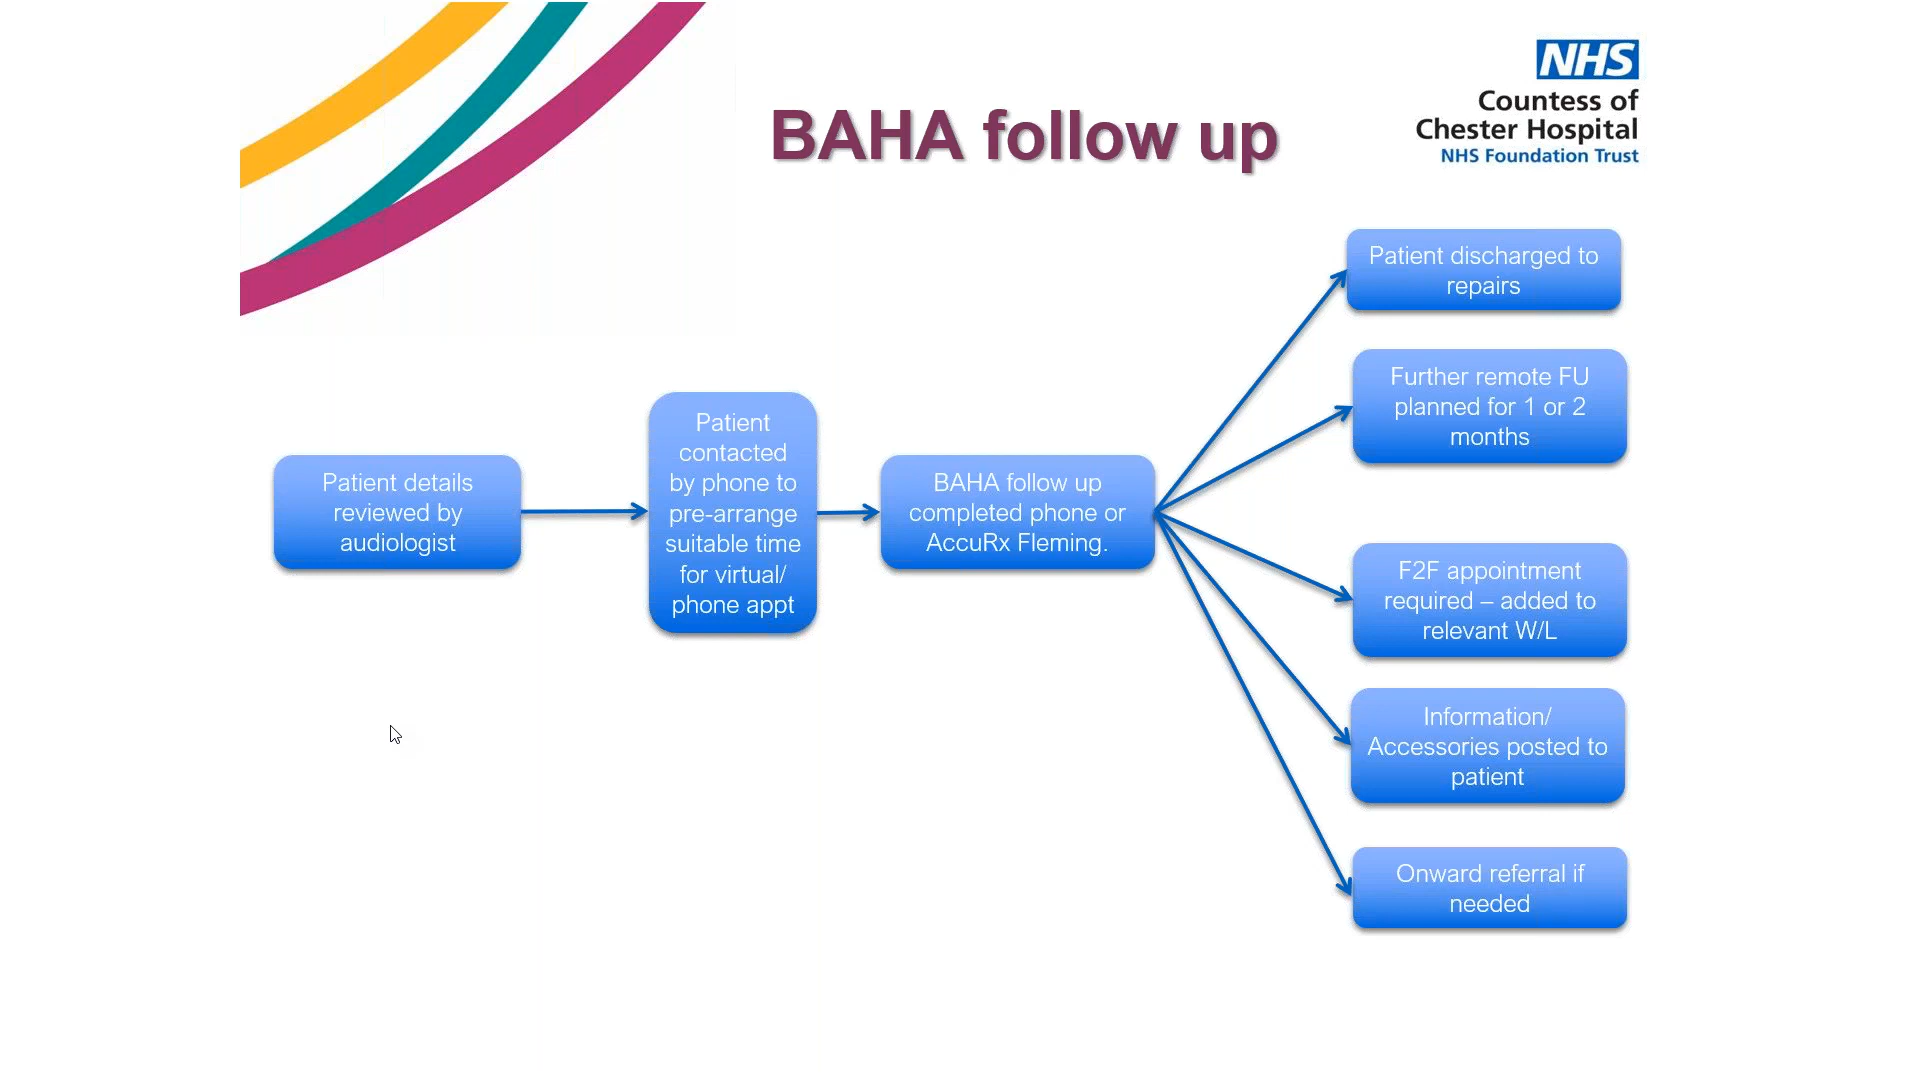 BAHA follow up
NHS
Countess of
Chester Hospital
NHS Foundation Trust
Patient details
reviewed by
audiologist
Patient
contacted
by phone to
pre-arrange
suitable time
for virtual/
phone appt
BAHA follow up
completed phone or
AccuRx Fleming.
Patient discharged to
repairs
Further remote FU
planned for 1 or 2
months
F2F appointment
required – added to
relevant W/L
Information/
Accessories posted to
patient
Onward referral if
needed